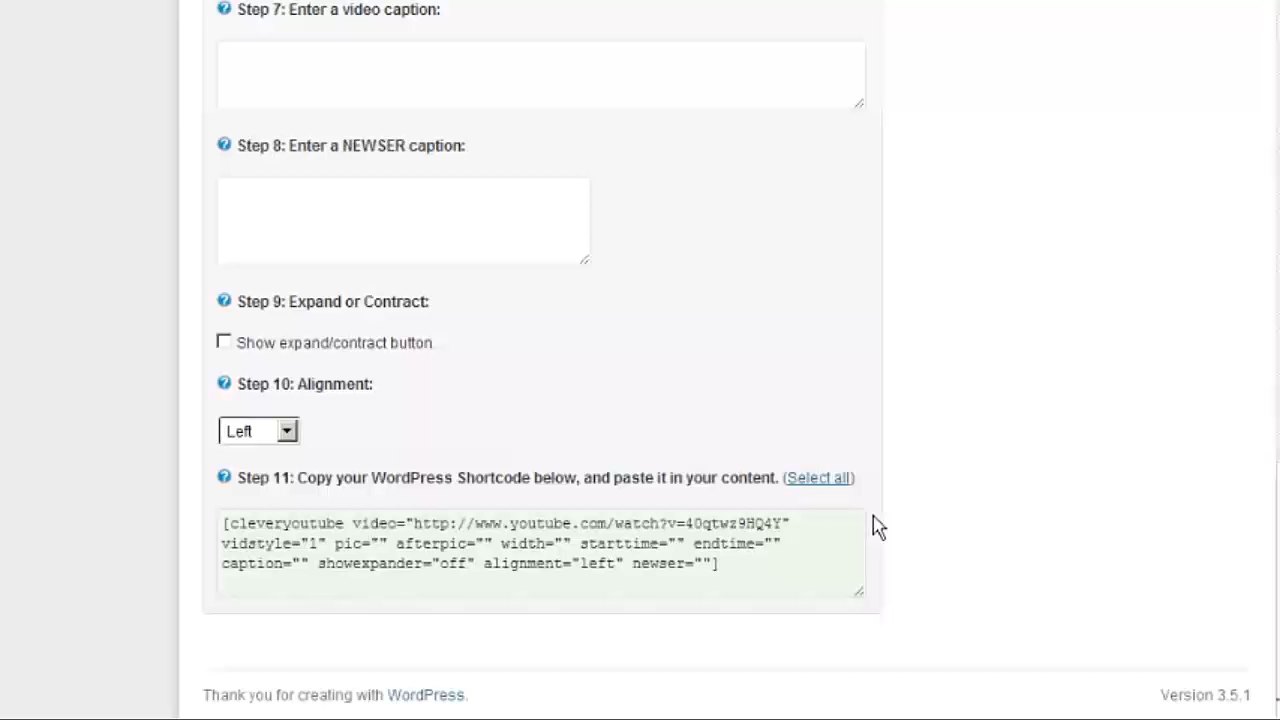 Step 7: Enter a video caption:
Step 8: Enter a NEWSER caption:
Step 9: Expand or Contract:
Show expand/contract button.
Step 10: Alignment:
Left
Step 11: Copy your WordPress Shortcode below, and paste it in your content. (Select all)
[cleveryoutube video="http://www.youtube.com/watch?v=4Oqtwz9HQ4Y"
vidstyle="1" pic="" afterpic="" width="" starttime="" endtime=""
caption="" showexpander="off" alignment="left" newser=""]
Thank you for creating with WordPress.
Version 3.5.1